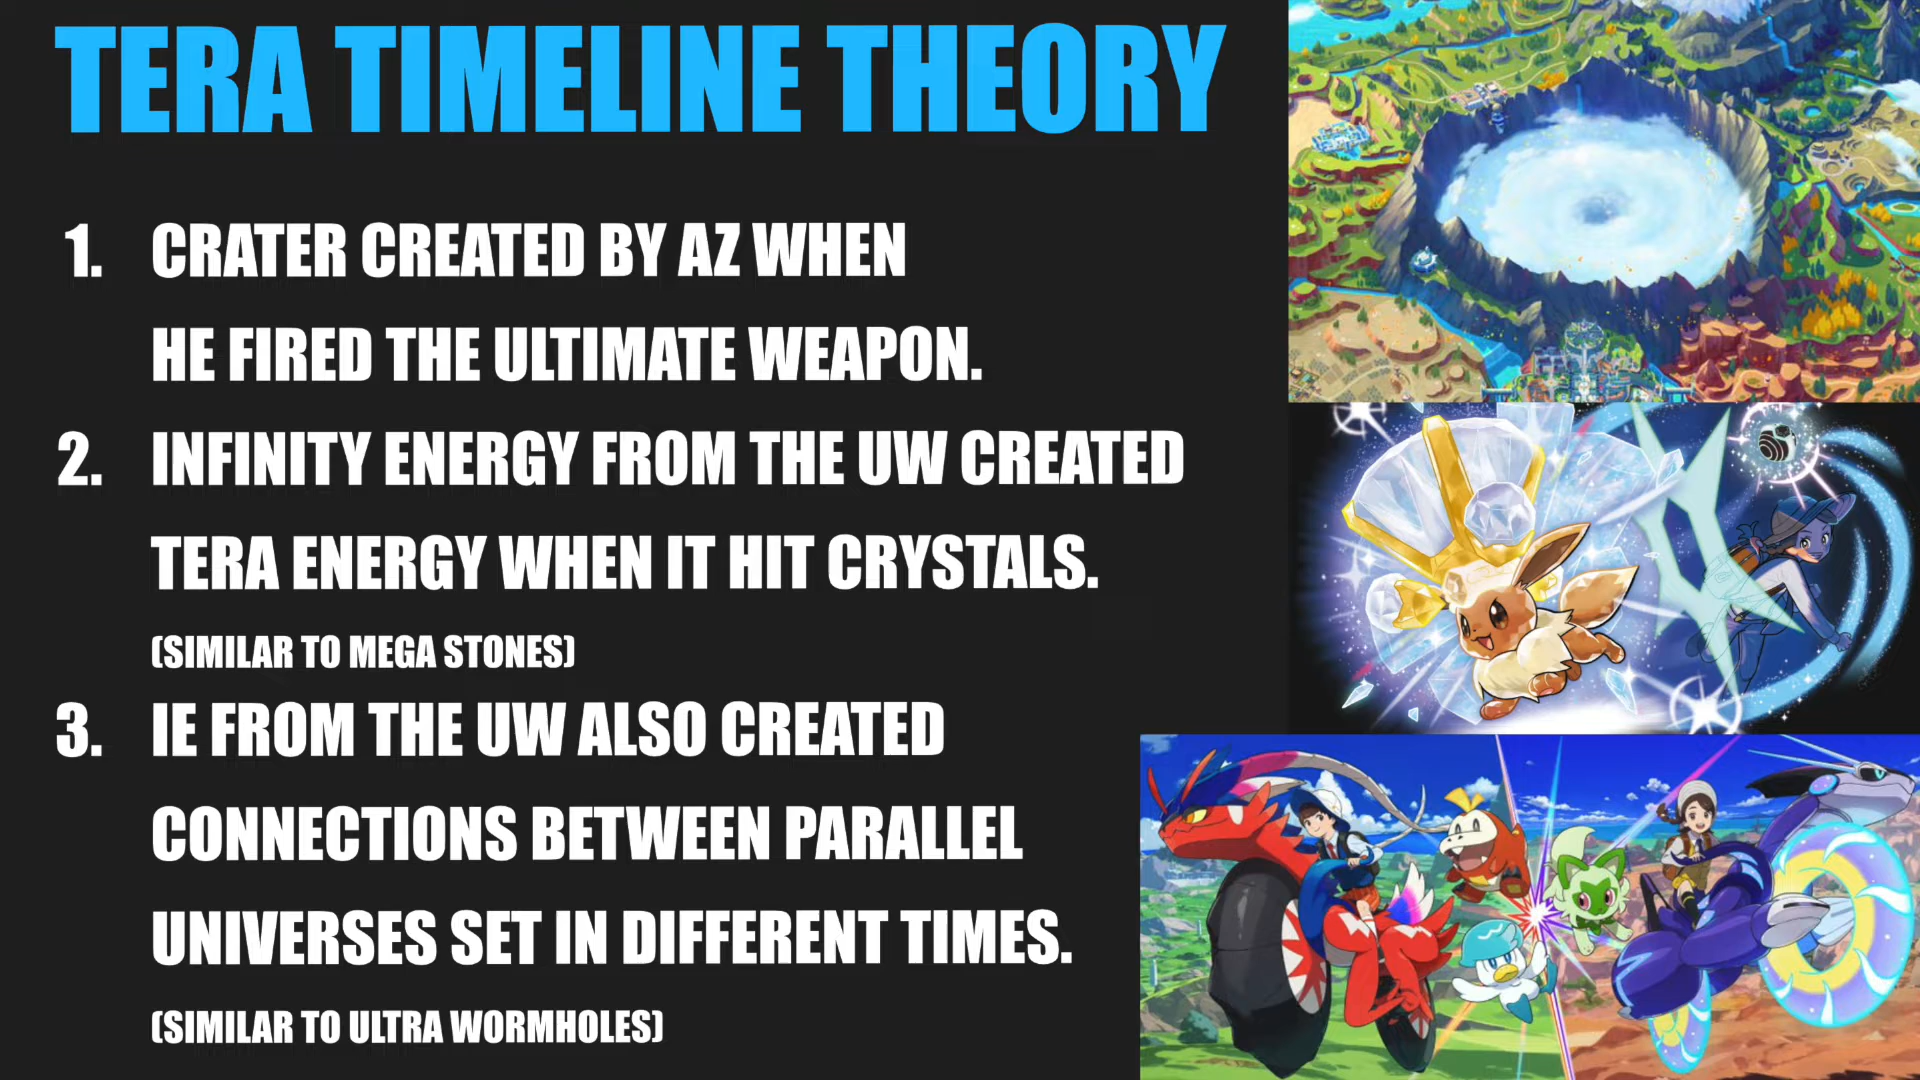 TERA TIMELINE THEORY
1. CRATER CREATED BY AZ WHEN
HE FIRED THE ULTIMATE WEAPON.
2. INFINITY ENERGY FROM THE UW CREATED
TERA ENERGY WHEN IT HIT CRYSTALS.
(SIMILAR TO MEGA STONES)
3. IE FROM THE UW ALSO CREATED
CONNECTIONS BETWEEN PARALLEL
UNIVERSES SET IN DIFFERENT TIMES.
(SIMILAR TO ULTRA WORMHOLES)